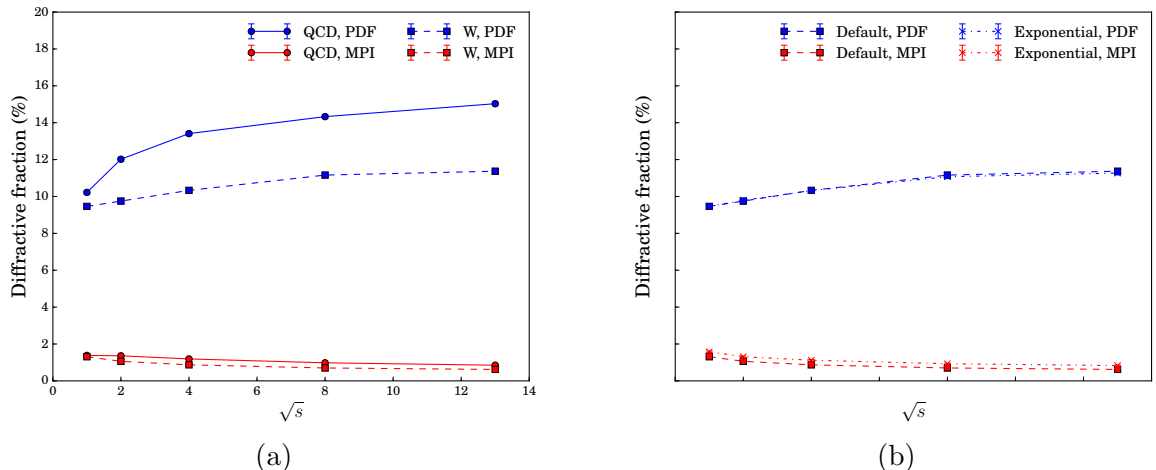 20
18
16
14
12
10
8
6
4
2
0
Diffractive fraction (%)
QCD, PDF
QCD, MPI
W, PDF
W, MPI
0 2 4 6 8 10 12 14
√s
(a)
Diffractive fraction (%)
Default, PDF
Default, MPI
Exponential, PDF
Exponential, MPI
√s
(b)